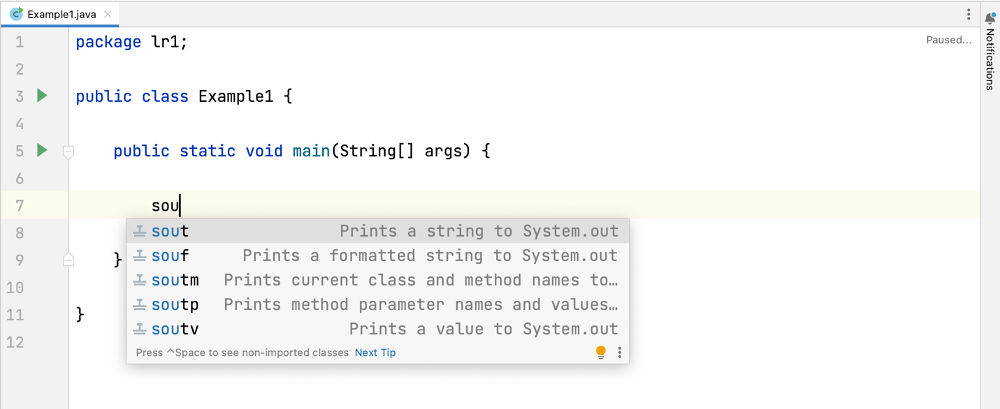 Example1.java
Paused...
Notifications
1 package lr1;
2
3 public class Example1 {
4
5 public static void main(String[] args) {
6
7 sou
8
9 }
10
11 }
12
sout Prints a string to System.out
souf Prints a formatted string to System.out
soutm Prints current class and method names to…
soutp Prints method parameter names and values…
soutv Prints a value to System.out
Press ^Space to see non-imported classes Next Tip